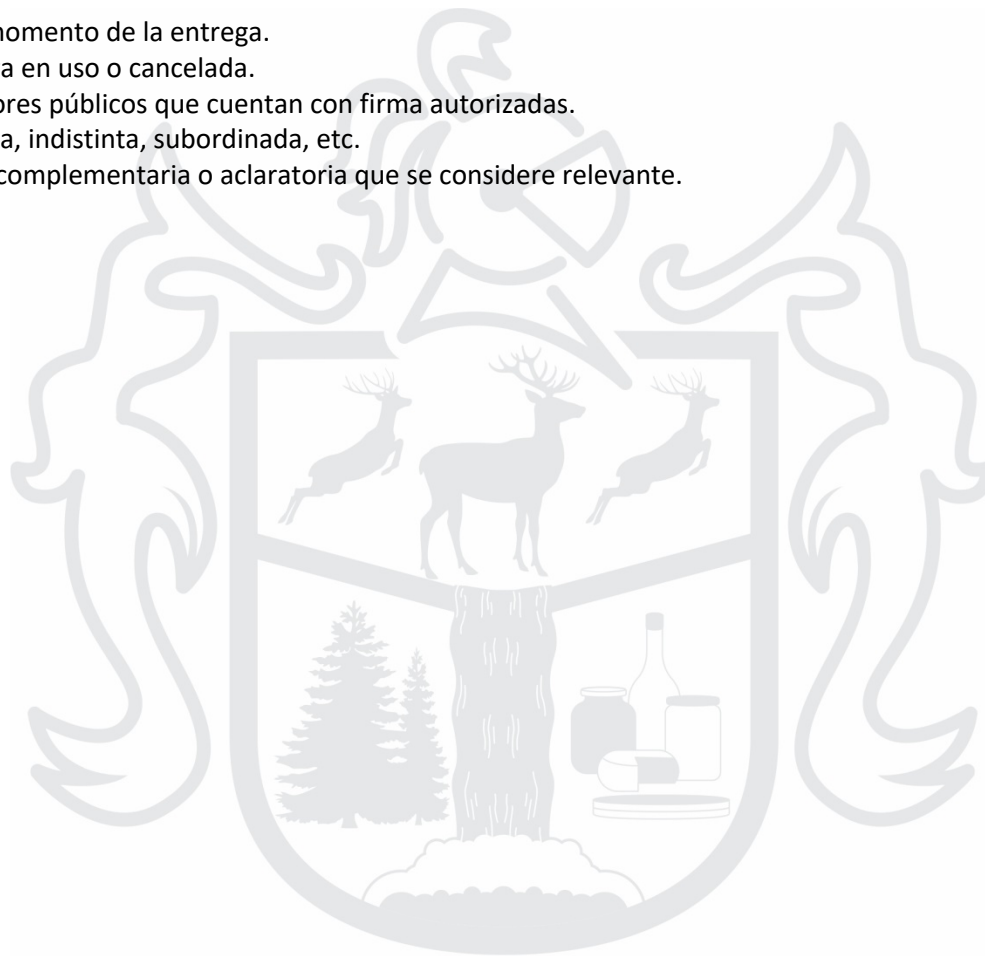 momento de la entrega.
a en uso o cancelada.
ores públicos que cuentan con firma autorizadas.
a, indistinta, subordinada, etc.
complementaria o aclaratoria que se considere relevante.